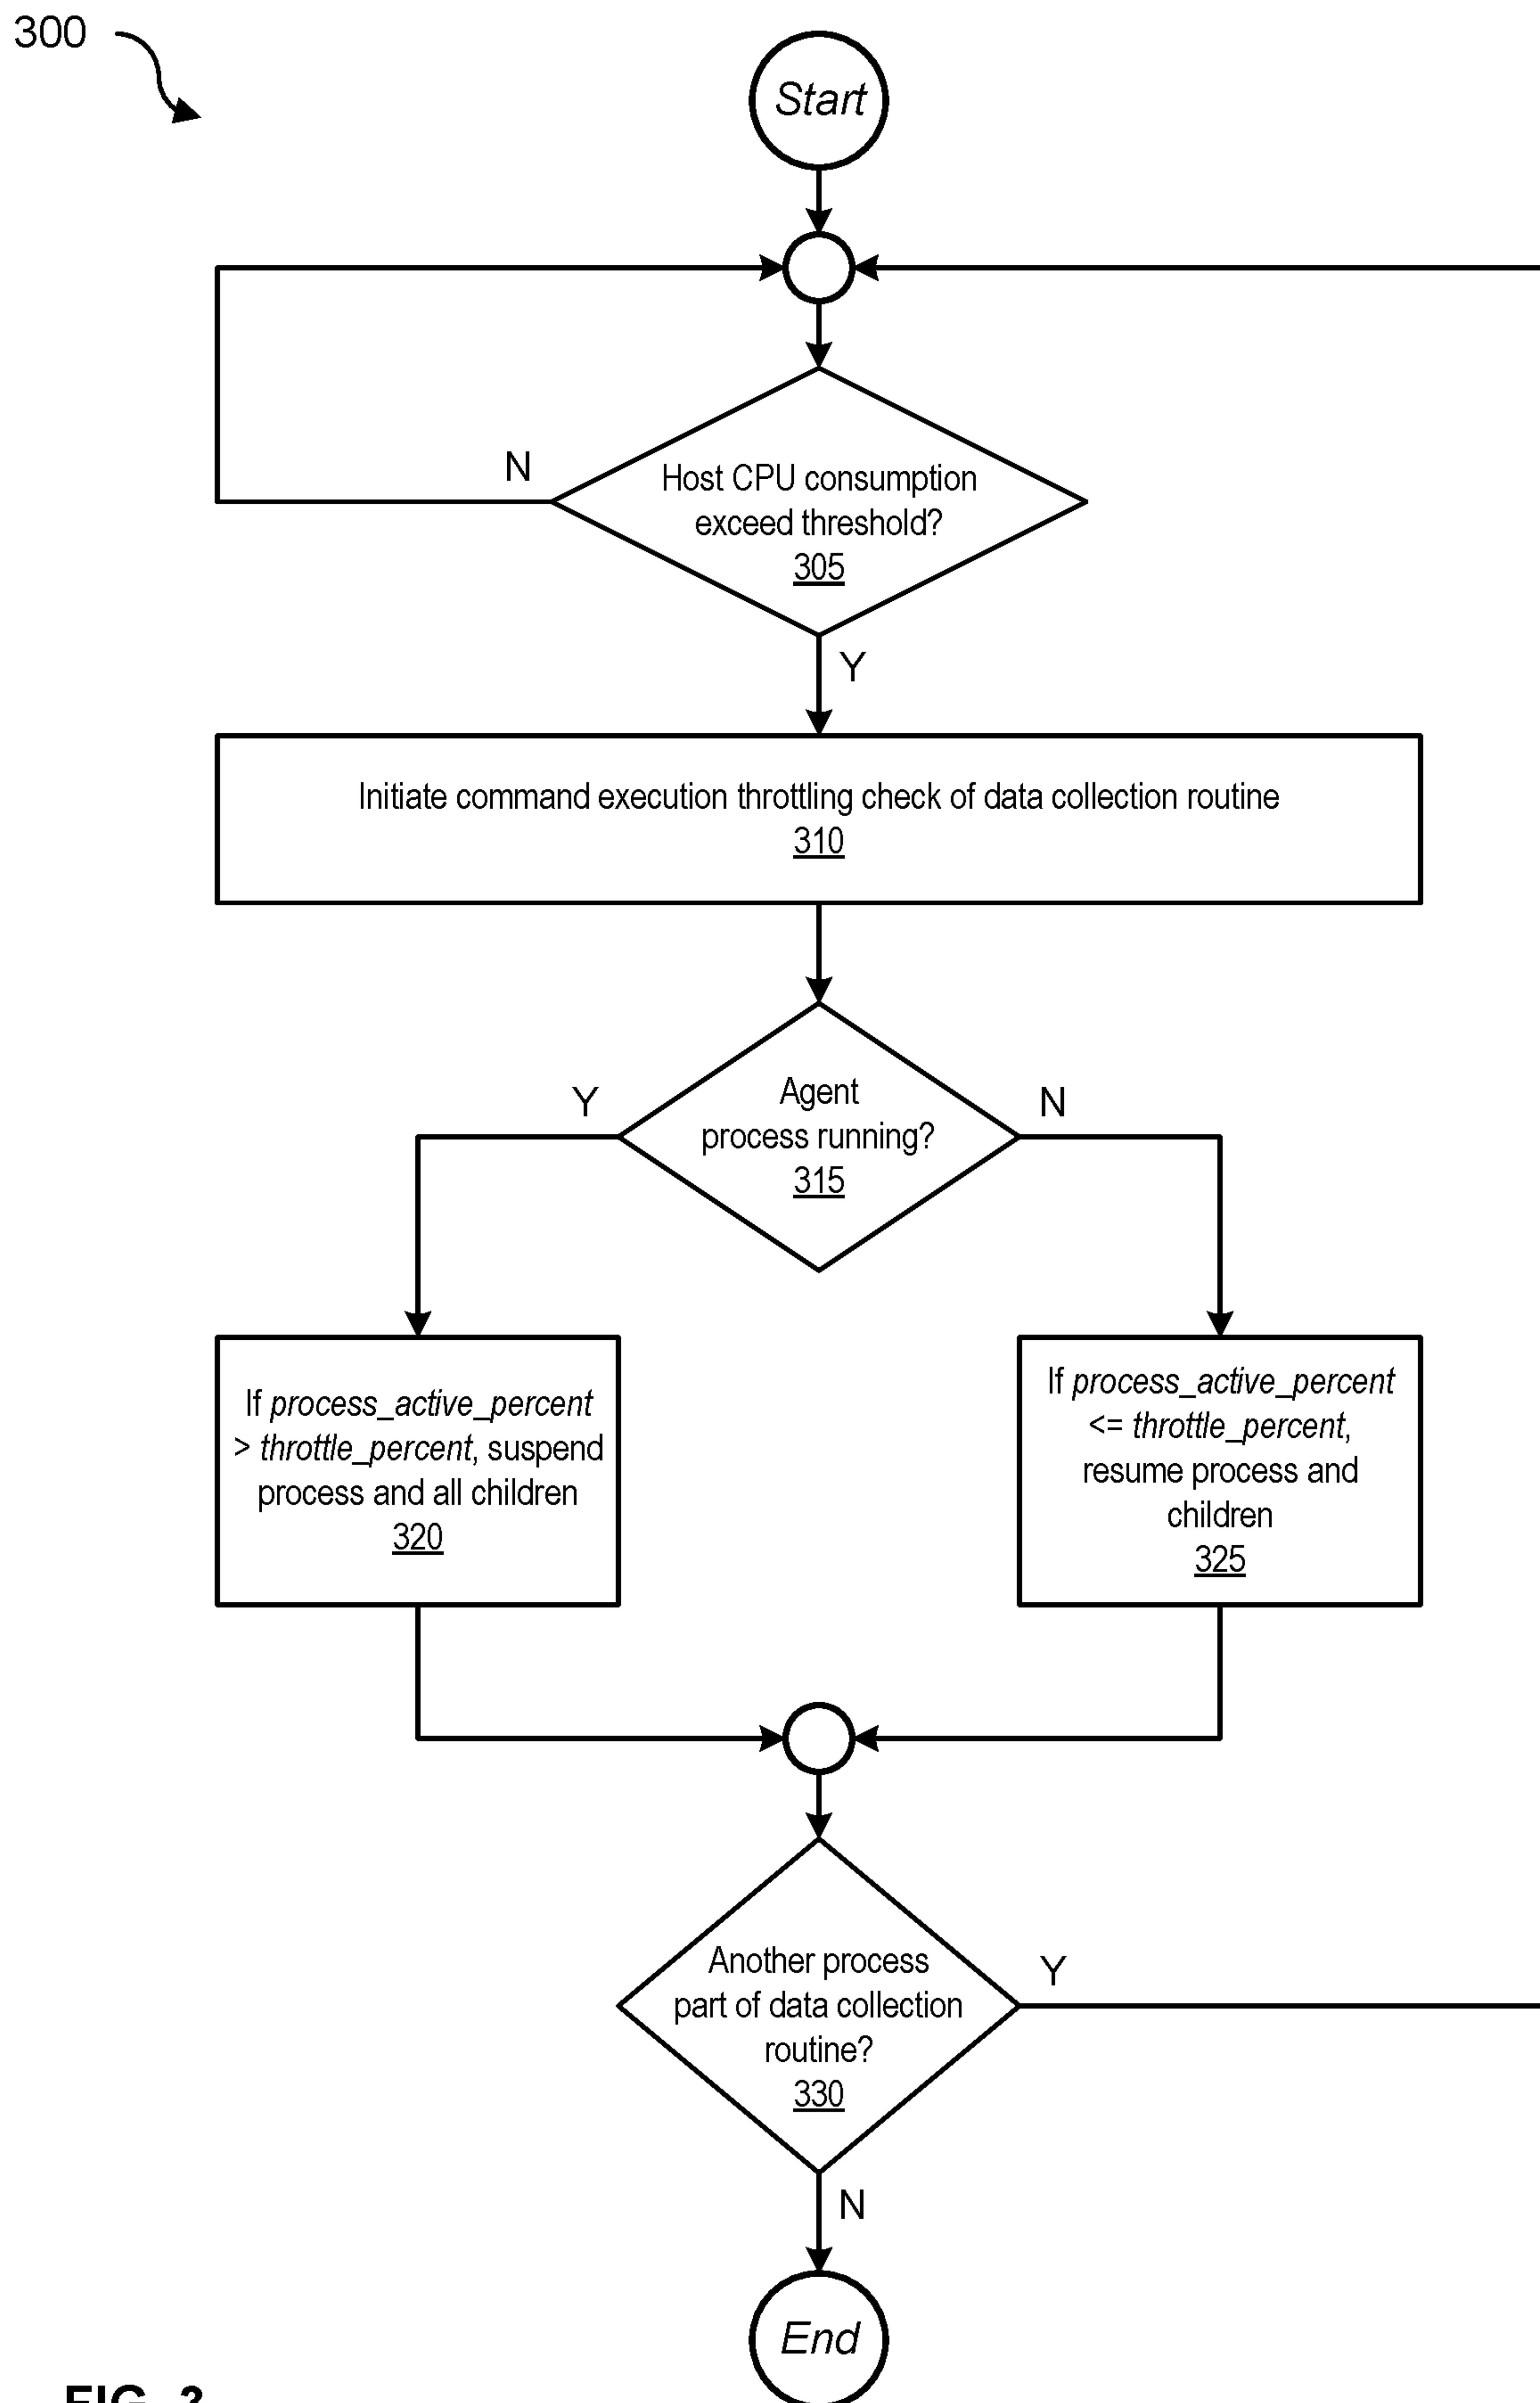 300
Start
Host CPU consumption
exceed threshold?
305
N
Y
Initiate command execution throttling check of data collection routine
310
Agent
process running?
315
Y
N
If process_active_percent
> throttle_percent, suspend
process and all children
320
If process_active_percent
<= throttle_percent,
resume process and
children
325
Another process
part of data collection
routine?
330
Y
N
End
FIG. 3